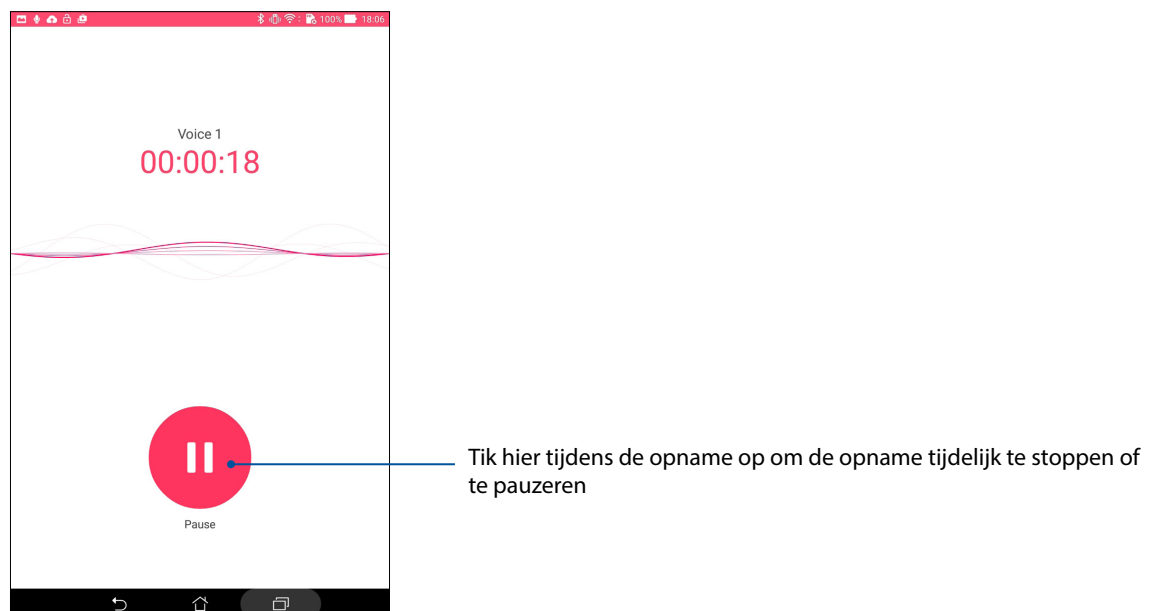 100% 18:06
Voice 1
00:00:18
Tik hier tijdens de opname op om de opname tijdelijk te stoppen of
te pauzeren
Pause